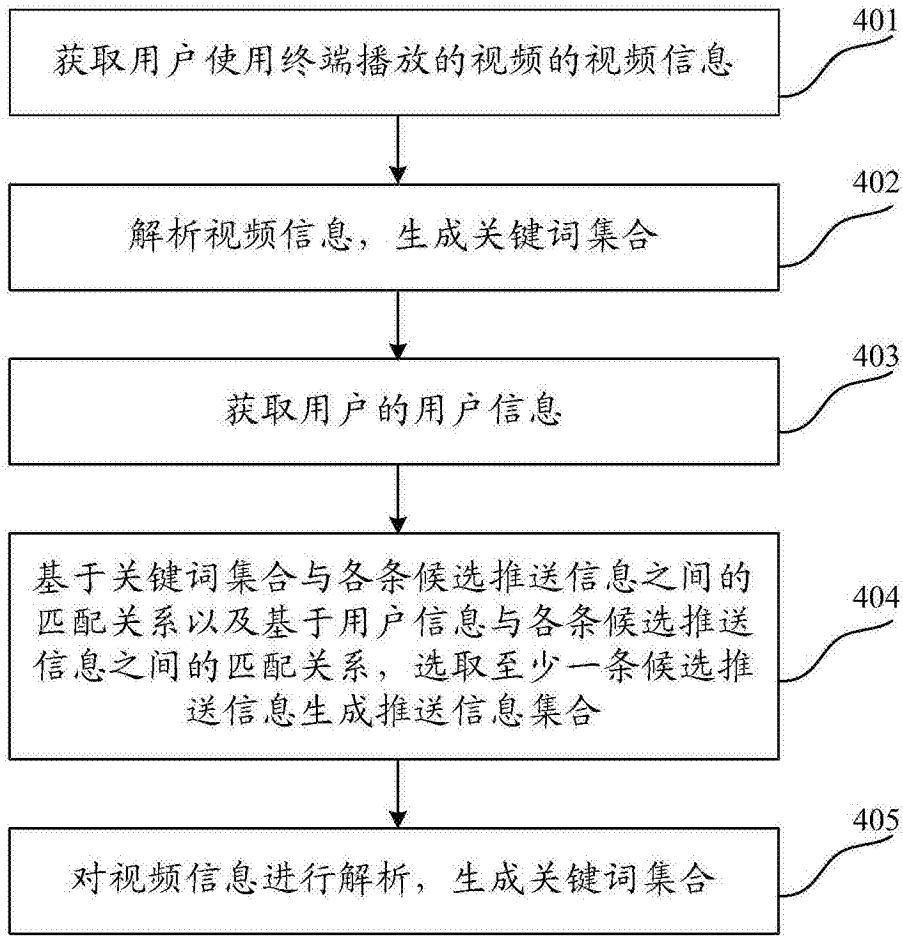 获取用户使用终端播放的视频的视频信息
401
解析视频信息，生成关键词集合
402
获取用户的用户信息
403
基于关键词集合与各条候选推送信息之间的
匹配关系以及基于用户信息与各条候选推送
信息之间的匹配关系，选取至少一条候选推
送信息生成推送信息集合
404
对视频信息进行解析，生成关键词集合
405